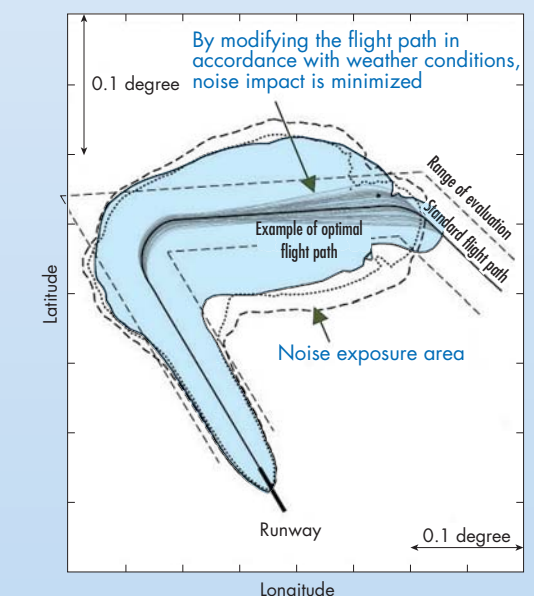 By modifying the flight path in
accordance with weather conditions,
noise impact is minimized
0.1 degree
Range of evaluation
Standard flight path
Example of optimal
flight path
Latitude
Noise exposure area
Runway
0.1 degree
Longitude